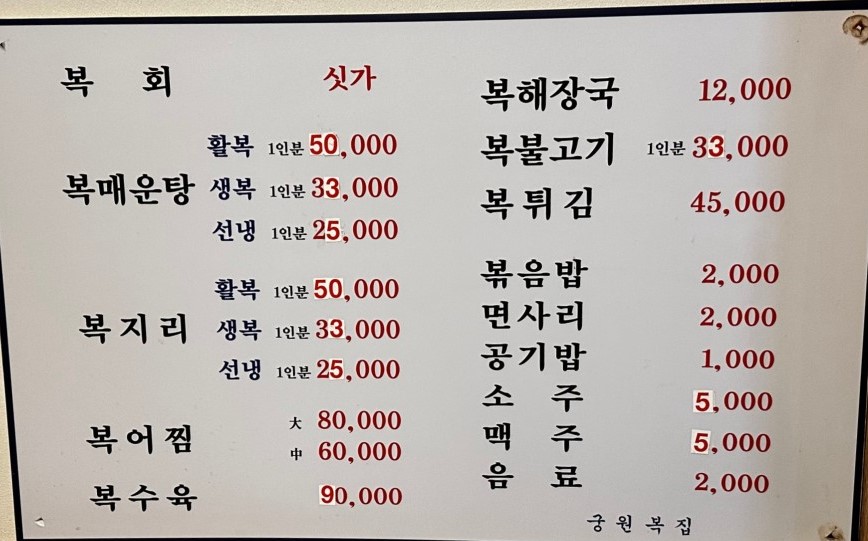 복 회 싯가
활복 1인분 50,000
복매운탕 생복 1인분 33,000
선냉 1인분 25,000
활복 1인분 50,000
복지리 생복 1인분 33,000
선냉 1인분 25,000
大 80,000
복어찜
中 60,000
복수육 90,000
복해장국 12,000
복불고기 1인분 33,000
복튀김 45,000
볶음밥 2,000
면사리 2,000
공기밥 1,000
소 주 5,000
맥 주 5,000
음 료 2,000
궁원복집